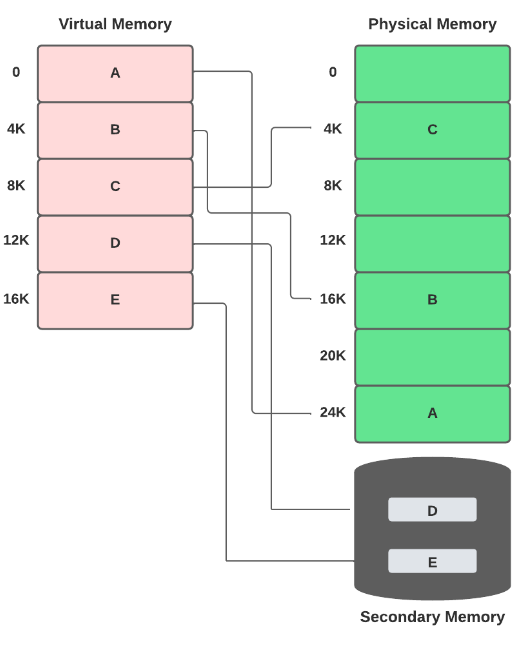 Virtual Memory
0 A
4K B
8K C
12K D
16K E
Physical Memory
0
4K C
8K
12K
16K B
20K
24K A
D
E
Secondary Memory